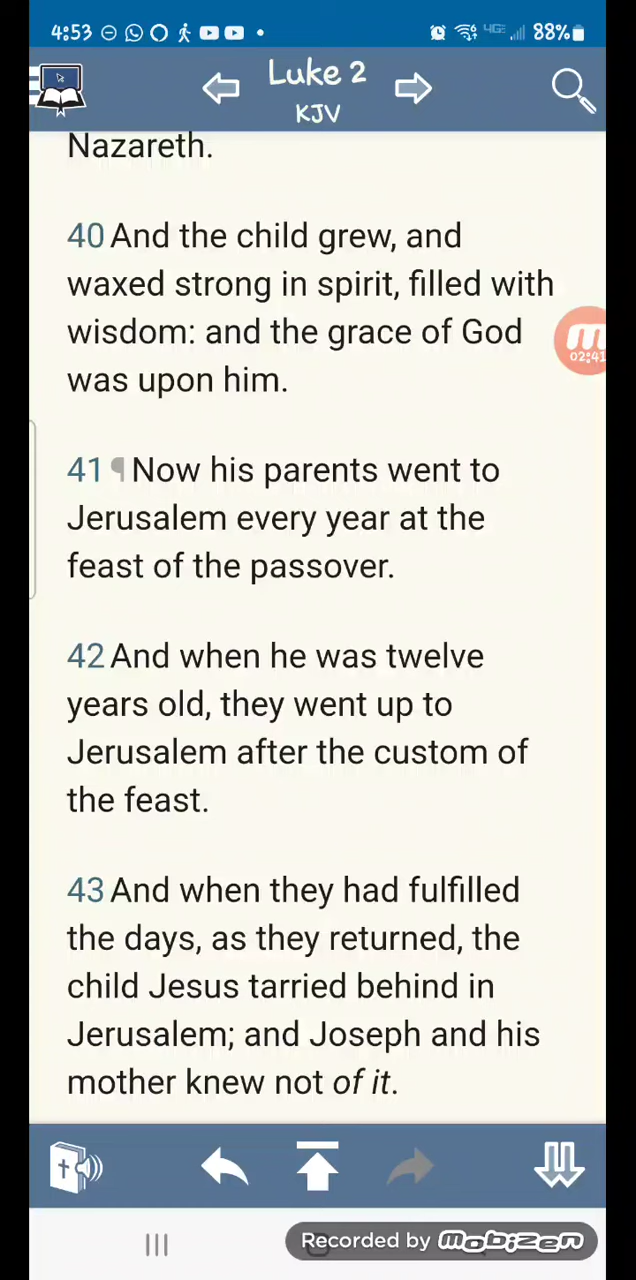 4:53 88%
Luke 2
KJV
Nazareth.
40 And the child grew, and
waxed strong in spirit, filled with
wisdom: and the grace of God
was upon him.
02:41
41 ¶ Now his parents went to
Jerusalem every year at the
feast of the passover.
42 And when he was twelve
years old, they went up to
Jerusalem after the custom of
the feast.
43 And when they had fulfilled
the days, as they returned, the
child Jesus tarried behind in
Jerusalem; and Joseph and his
mother knew not of it.
Recorded by mobizen